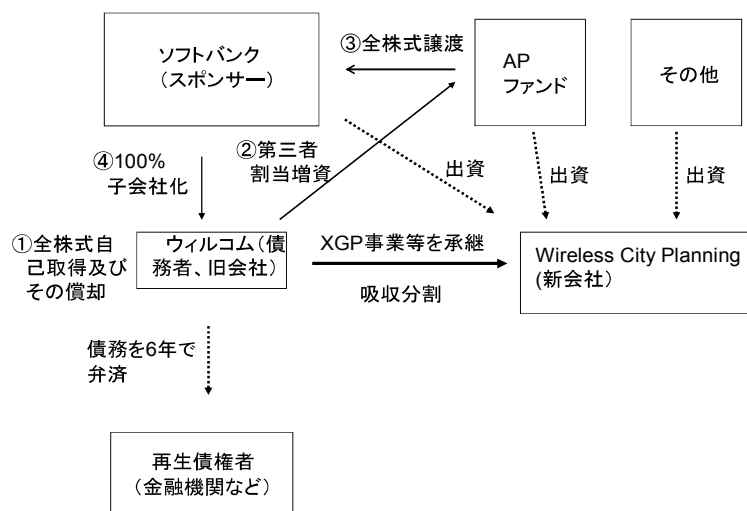 ソフトバンク
（スポンサー）
③全株式譲渡
AP
ファンド
その他
④100%
子会社化
②第三者
割当増資
出資
出資
出資
①全株式自
己取得及び
その償却
ウィルコム（債
務者、旧会社）
XGP事業等を承継
吸収分割
Wireless City Planning
(新会社）
債務を6年で
弁済
再生債権者
（金融機関など）